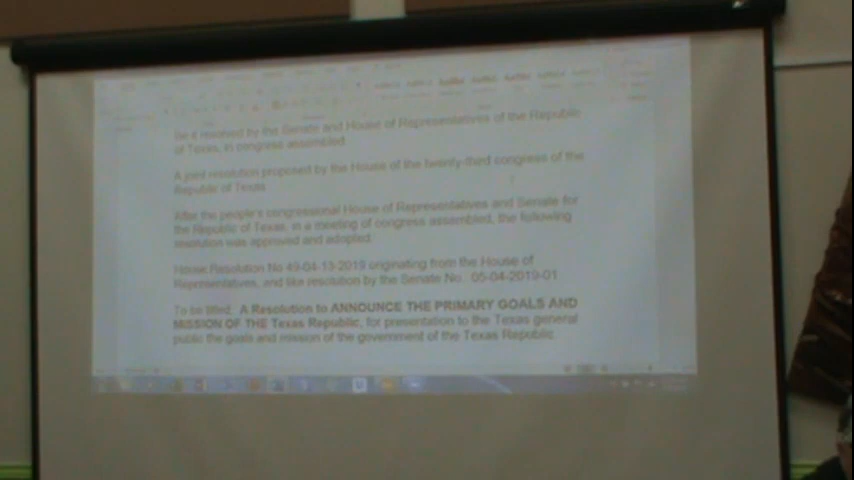 be it resolved by the Senate and House of Representatives of the Republic
of Texas, in congress assembled.
A joint resolution proposed by the House of the twenty-third congress of the
Republic of Texas
After the people's congressional House of Representatives and Senate for
the Republic of Texas, in a meeting of congress assembled, the following
resolution was approved and adopted.
House Resolution No 49-04-13-2019 originating from the House of
Representatives, and like resolution by the Senate No. 05-04-2019-01
To be titled: A Resolution to ANNOUNCE THE PRIMARY GOALS AND
MISSION OF THE Texas Republic, for presentation to the Texas general
public the goals and mission of the government of the Texas Republic.